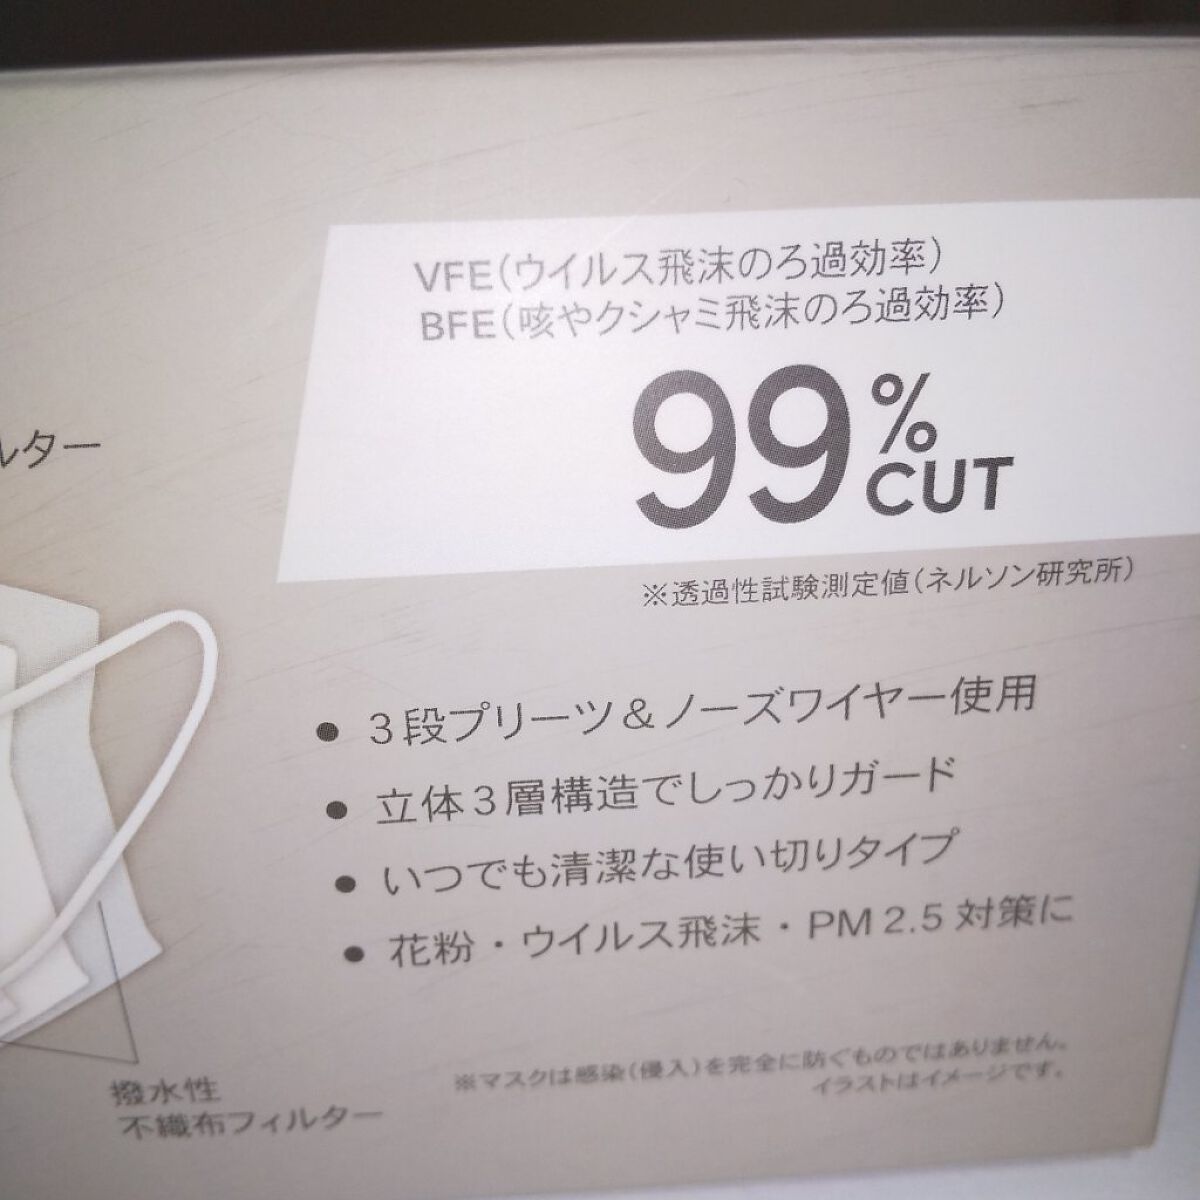 VFE(ウイルス飛沫のろ過効率)
BFE(咳やクシャミ飛沫のろ過効率)
99%
CUT
※透過性試験測定値(ネルソン研究所)
ルター
● 3段プリーツ&ノーズワイヤー使用
● 立体3層構造でしっかりガード
● いつでも清潔な使い切りタイプ
● 花粉・ウイルス飛沫・PM2.5対策に
撥水性
不織布フィルター
※マスクは感染(侵入)を完全に防ぐものではありません。
イラストはイメージです。